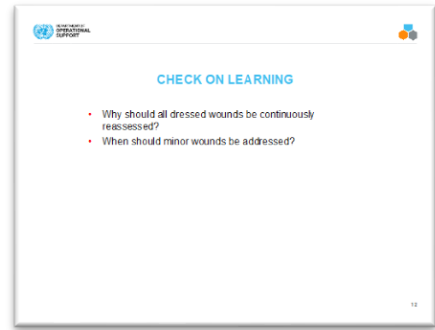 DEPARTMENT OF
OPERATIONAL
SUPPORT
CHECK ON LEARNING
• Why should all dressed wounds be continuously
reassessed?
• When should minor wounds be addressed?
12